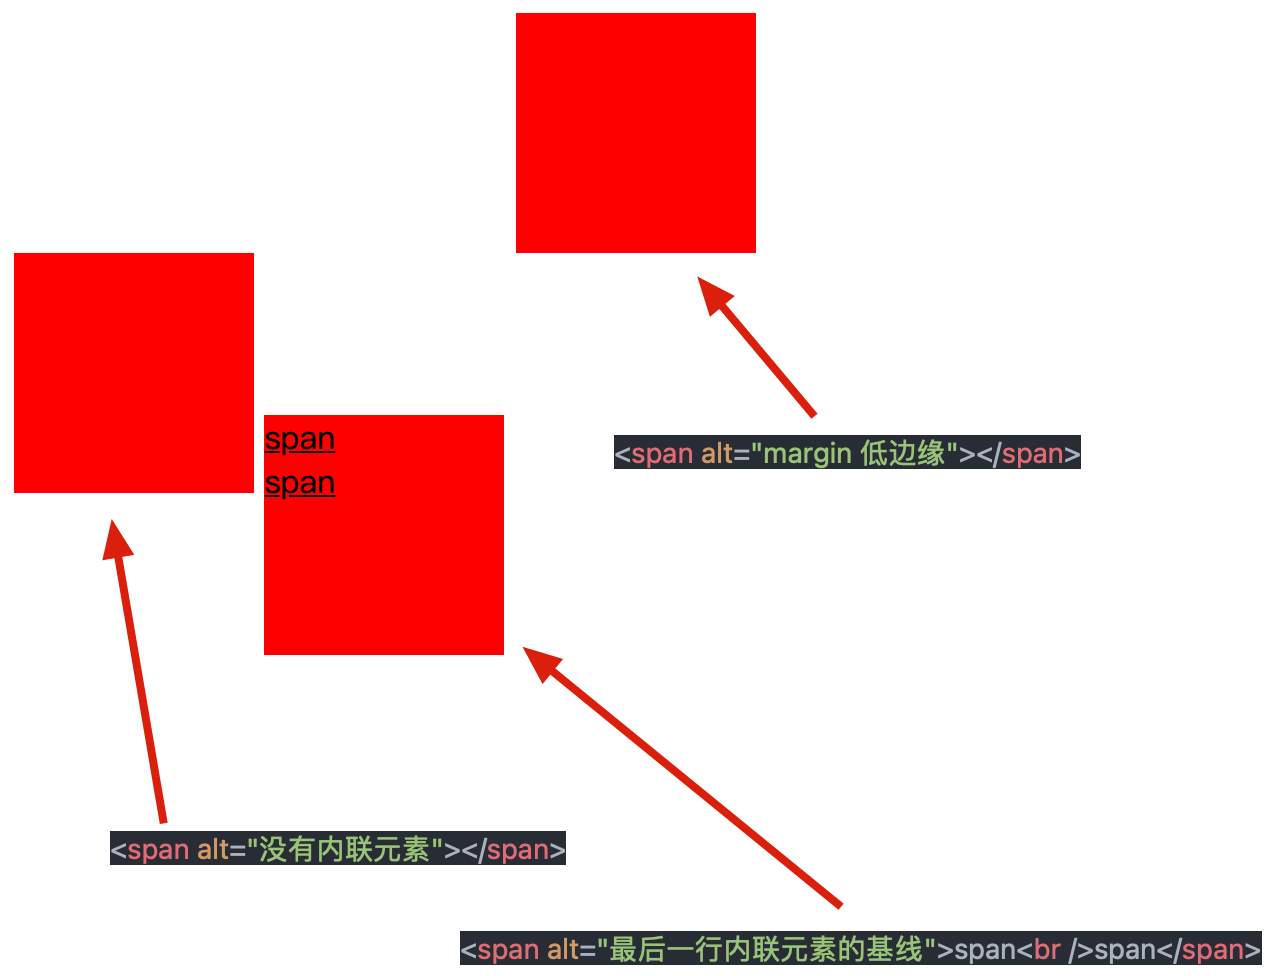 span
span
<span alt="margin 低边缘"></span>
<span alt="没有内联元素"></span>
<span alt="最后一行内联元素的基线">span<br />span</span>